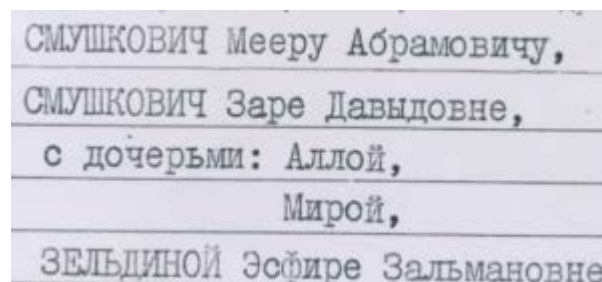 СМУШКОВИЧ Мееру Абрамовичу,
СМУШКОВИЧ Заре Давыдовне,
с дочерьми: Аллой,
Мирой,
ЗЕЛЬДИНОЙ Эсфире Зальмановне